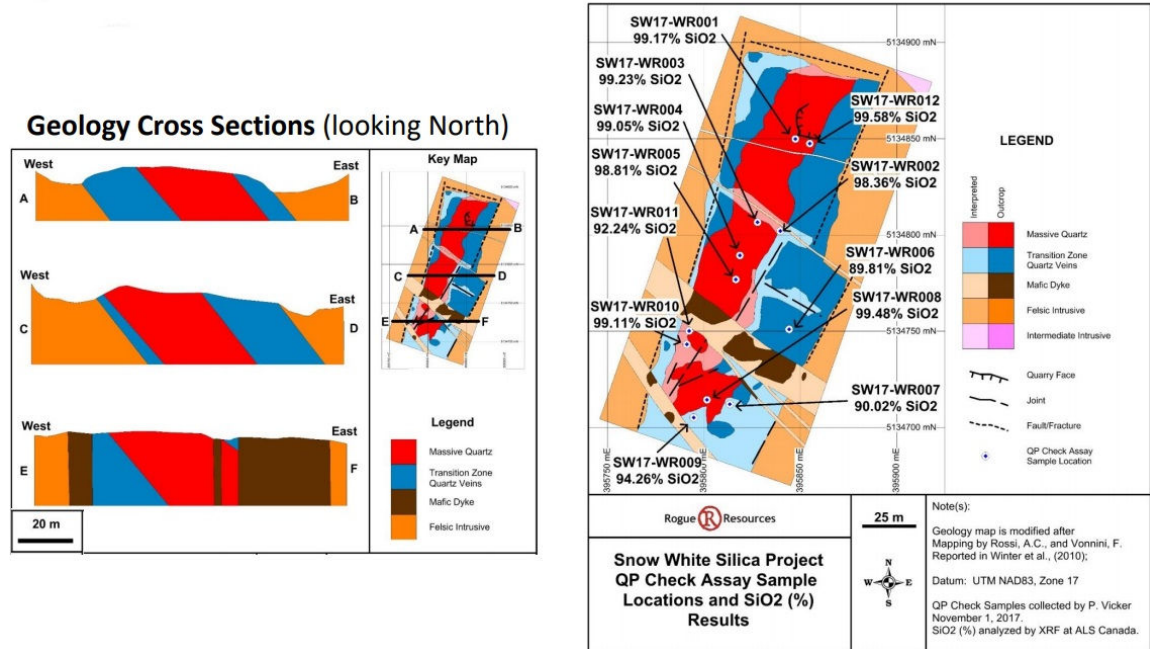 Geology Cross Sections (looking North)
West
East
A
B
West
East
C
D
West
East
E
F
20 m
Key Map
A
B
C
D
E
F
Legend
Massive Quartz
Transition Zone
Quartz Veins
Mafic Dyke
Felsic Intrusive
SW17-WR001
99.17% SiO2
SW17-WR003
99.23% SiO2
SW17-WR004
99.05% SiO2
SW17-WR005
98.81% SiO2
SW17-WR011
92.24% SiO2
SW17-WR010
99.11% SiO2
SW17-WR009
94.26% SiO2
SW17-WR012
99.58% SiO2
SW17-WR002
98.36% SiO2
SW17-WR006
89.81% SiO2
SW17-WR008
99.48% SiO2
SW17-WR007
90.02% SiO2
5134900 mN
5134850 mN
5134800 mN
5134750 mN
5134700 mN
395750 mE
395800 mE
395850 mE
395900 mE
LEGEND
Interpreted
Outcrop
Massive Quartz
Transition Zone
Quartz Veins
Mafic Dyke
Felsic Intrusive
Intermediate Intrusive
Quarry Face
Joint
Fault/Fracture
QP Check Assay
Sample Location
Rogue R Resources
Snow White Silica Project
QP Check Assay Sample
Locations and SiO2 (%)
Results
25 m
N
W E
S
Note(s):
Geology map is modified after
Mapping by Rossi, A.C., and Vonnini, F.
Reported in Winter et al., (2010);
Datum: UTM NAD83, Zone 17
QP Check Samples collected by P. Vicker
November 1, 2017.
SiO2 (%) analyzed by XRF at ALS Canada.